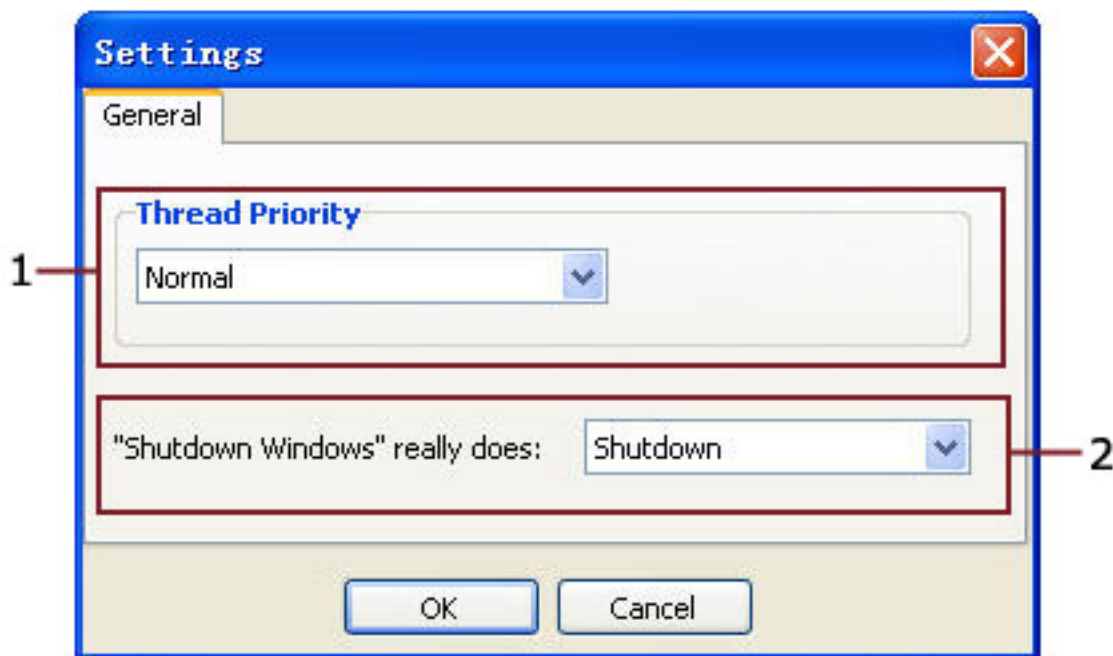 Settings
General
Thread Priority
1
Normal
"Shutdown Windows" really does:
Shutdown
2
OK
Cancel